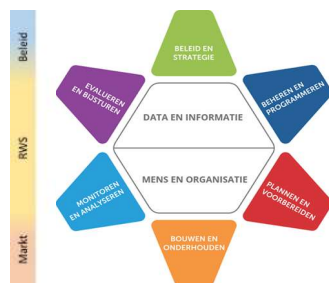 Beleid
RWS
Markt
BELEID EN
STRATEGIE
BEHEREN EN
PROGRAMMEREN
PLANNEN EN
VOORBEREIDEN
BOUWEN EN
ONDERHOUDEN
MONITOREN
EN ANALYSEREN
EVALUEREN
EN BIJSTUREN
DATA EN INFORMATIE
MENS EN ORGANISATIE